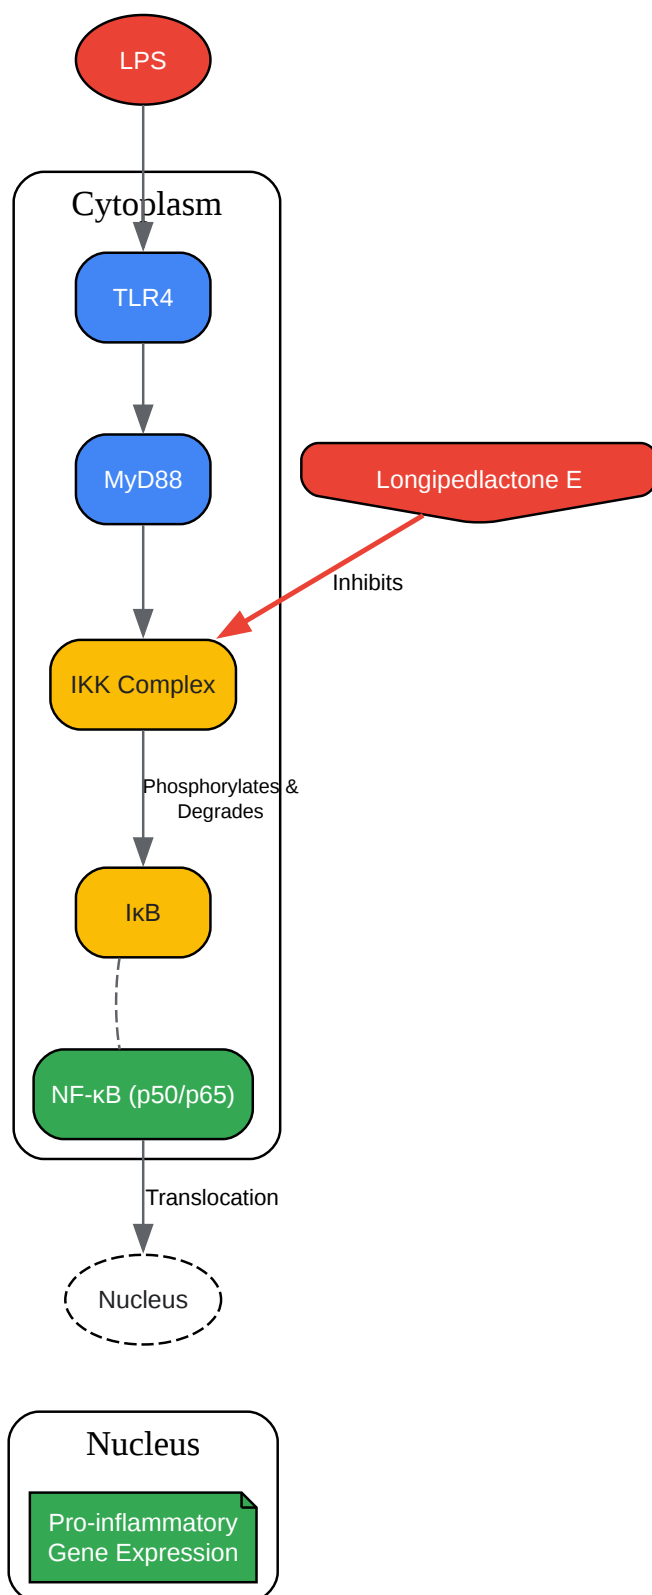 LPS
Cytoplasm
TLR4
MyD88
Longipedlactone E
Inhibits
IKK Complex
Phosphorylates &
Degrades
IκB
NF-κB (p50/p65)
Translocation
Nucleus
Nucleus
Pro-inflammatory
Gene Expression